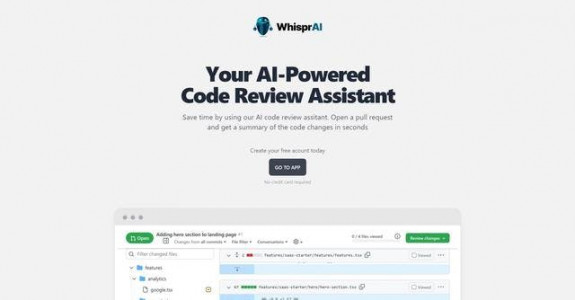 WhisprAI
Your AI-Powered
Code Review Assistant
Save time by using our AI code review assitant. Open a pull request
and get a summary of the code changes in seconds
Create your free acount today
GO TO APP
No credit card required
Open
Adding hero section to landing page
Changes from all commits
File filter
Conversations
0 / 4 files viewed
Review changes
Filter changed files
features
analytics
google.tsx
2
features/saas-starter/features/features.tsx
Viewed
features/saas-starter/hero/hero-section.tsx
Viewed